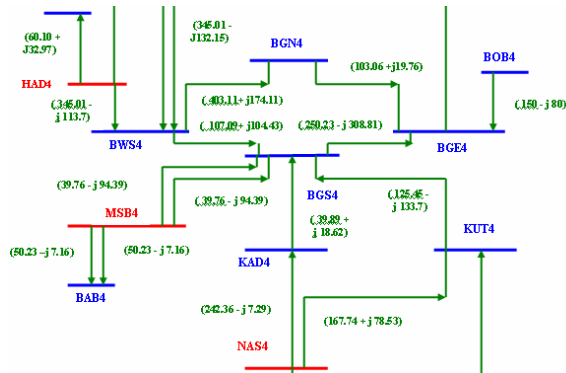 (60.10 +
J32.97)
(345.01 -
J132.15)
BGN4
(103.06 +j19.76)
BOB4
HAD4
(.345.01 -
j 113.7)
(.403.11+ j174.11)
(.150 - j 80)
(.107.09+ j104.43)
(.250.23 - j 308.81)
BWS4
BGE4
BGS4
(39.76 - j 94.39)
(.39.76 - j 94.39)
(.125.45 -
j 133.7)
MSB4
(.39.89 +
j 18.62)
KUT4
(50.23 –j 7.16)
(50.23 - j 7.16)
KAD4
BAB4
(242.36 - j 7.29)
(167.74 + j 78.53)
NAS4